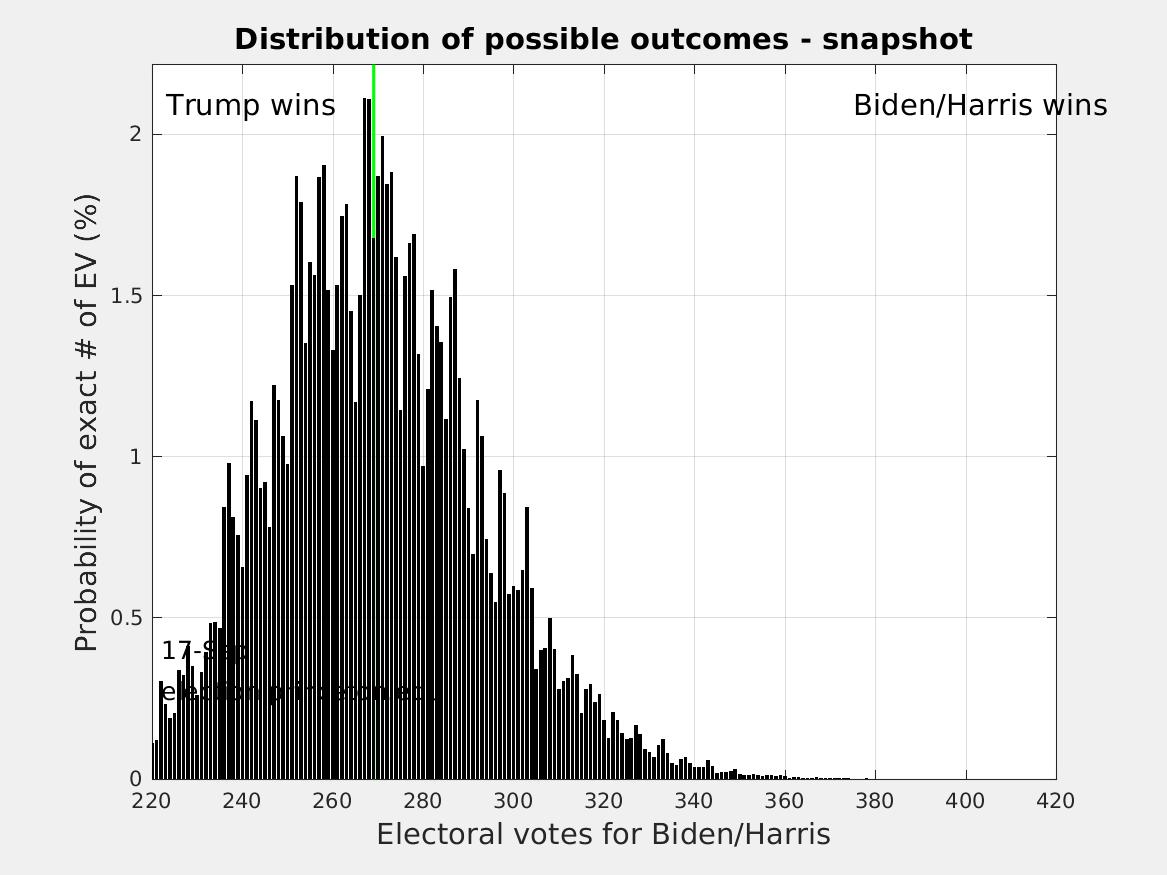 Distribution of possible outcomes - snapshot
Trump wins
Biden/Harris wins
Probability of exact # of EV (%)
2
1.5
1
0.5
0
17-Sep
220 240 260 280 300 320 340 360 380 400 420
Electoral votes for Biden/Harris